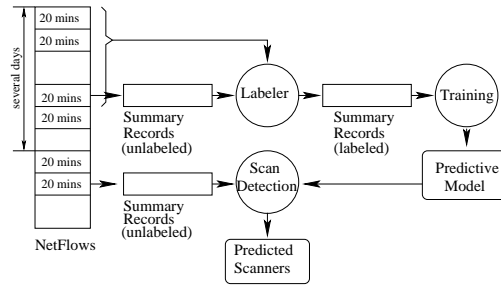 several days
20 mins
20 mins
20 mins
20 mins
20 mins
20 mins
NetFlows
Summary
Records
(unlabeled)
Labeler
Summary
Records
(labeled)
Training
Predictive
Model
Summary
Records
(unlabeled)
Scan
Detection
Predicted
Scanners